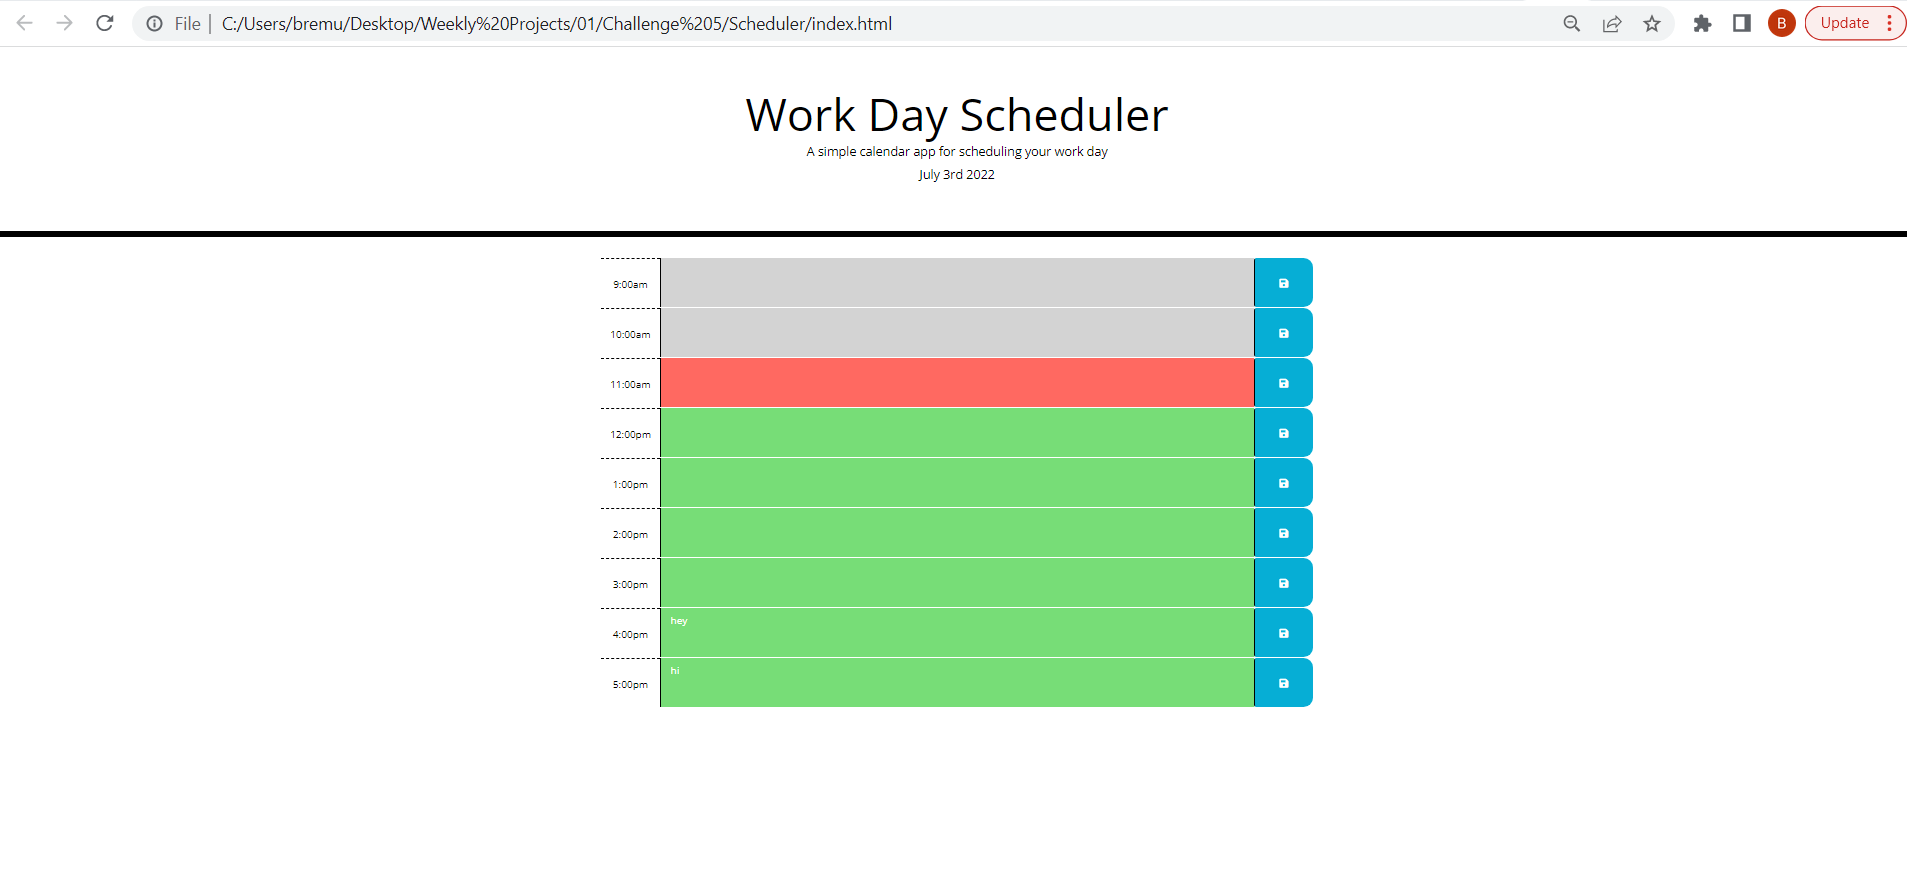 File | C:/Users/bremu/Desktop/Weekly%20Projects/01/Challenge%205/Scheduler/index.html
B
Update
Work Day Scheduler
A simple calendar app for scheduling your work day
July 3rd 2022
9:00am
10:00am
11:00am
12:00pm
1:00pm
2:00pm
3:00pm
4:00pm hey
5:00pm hi